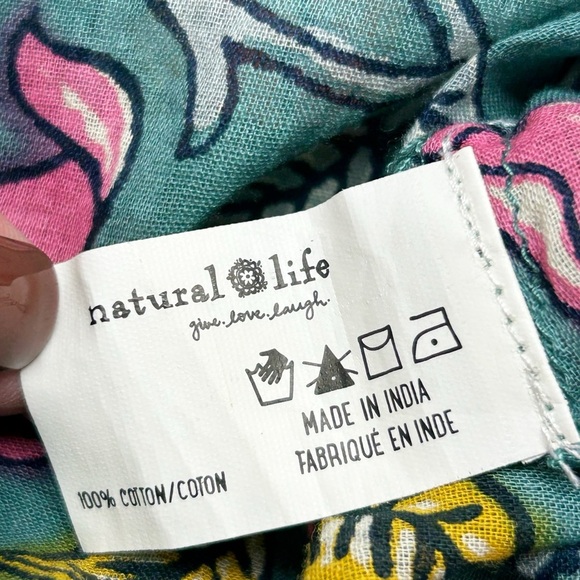 natural life
give.love.laugh.
MADE IN INDIA
FABRIQUÉ EN INDE
100% COTTON/COTON